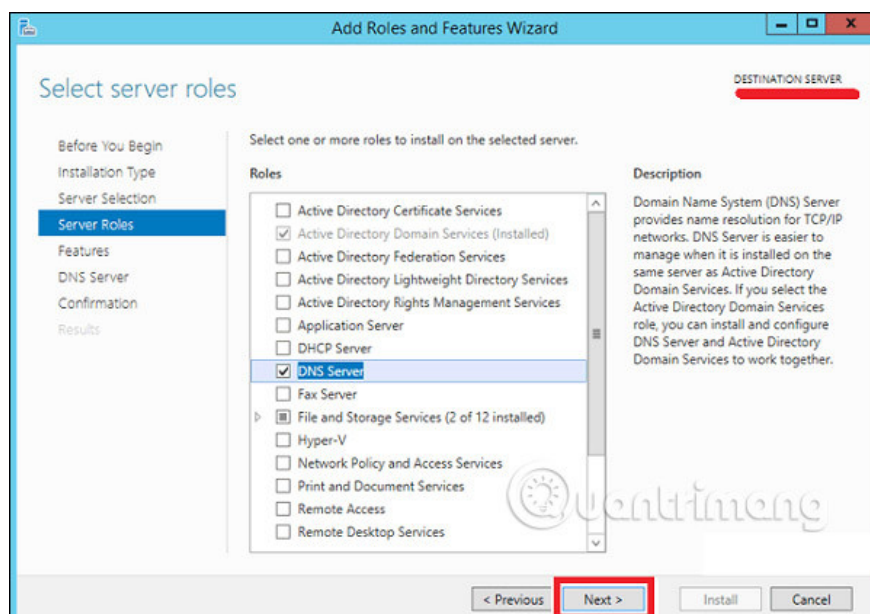 Add Roles and Features Wizard
Select server roles
DESTINATION SERVER
Before You Begin
Installation Type
Server Selection
Server Roles
Features
DNS Server
Confirmation
Results
Select one or more roles to install on the selected server.
Roles
Active Directory Certificate Services
Active Directory Domain Services (Installed)
Active Directory Federation Services
Active Directory Lightweight Directory Services
Active Directory Rights Management Services
Application Server
DHCP Server
DNS Server
Fax Server
File and Storage Services (2 of 12 installed)
Hyper-V
Network Policy and Access Services
Print and Document Services
Remote Access
Remote Desktop Services
Description
Domain Name System (DNS) Server
provides name resolution for TCP/IP
networks. DNS Server is easier to
manage when it is installed on the
same server as Active Directory
Domain Services. If you select the
Active Directory Domain Services
role, you can install and configure
DNS Server and Active Directory
Domain Services to work together.
Quantrimang
< Previous
Next >
Install
Cancel